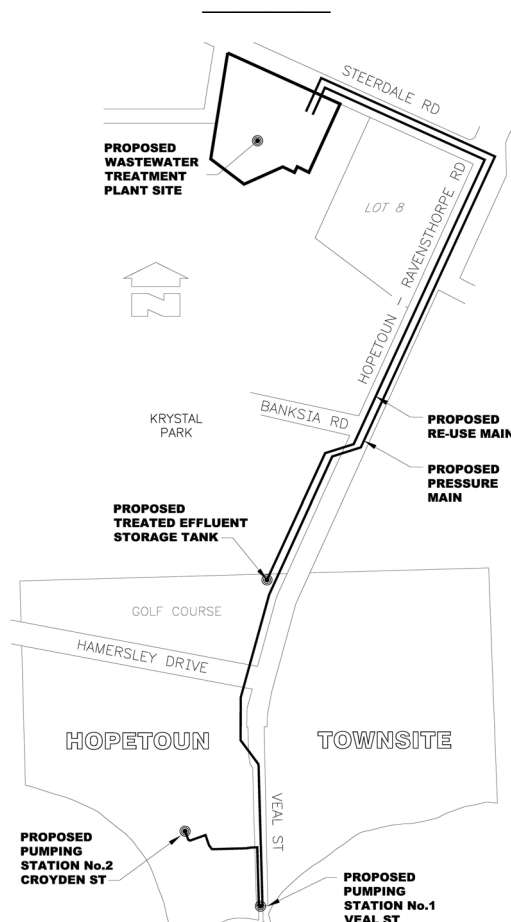 STEERDALE RD
PROPOSED
WASTEWATER
TREATMENT
PLANT SITE
LOT 8
HOPETOUN - RAVENSTHORPE RD
N
BANKSIA RD
KRYSTAL
PARK
PROPOSED
RE-USE MAIN
PROPOSED
PRESSURE
MAIN
PROPOSED
TREATED EFFLUENT
STORAGE TANK
GOLF COURSE
HAMERSLEY DRIVE
HOPETOUN
TOWNSITE
VEAL ST
PROPOSED
PUMPING
STATION No.2
CROYDEN ST
PROPOSED
PUMPING
STATION No.1
VEAL ST